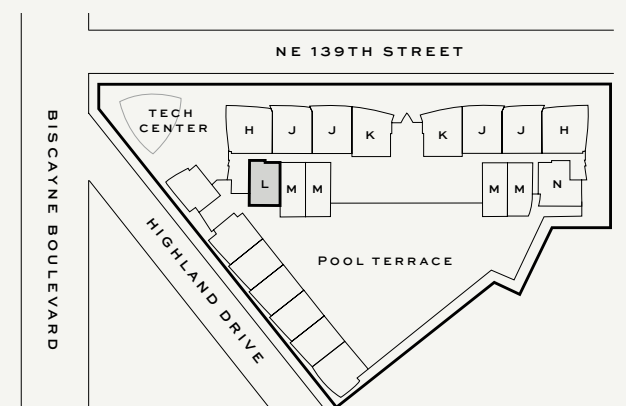 NE 139TH STREET
TECH
CENTER
H J J K K J J H
L M M M M N
BISCAYNE BOULEVARD
HIGHLAND DRIVE
POOL TERRACE